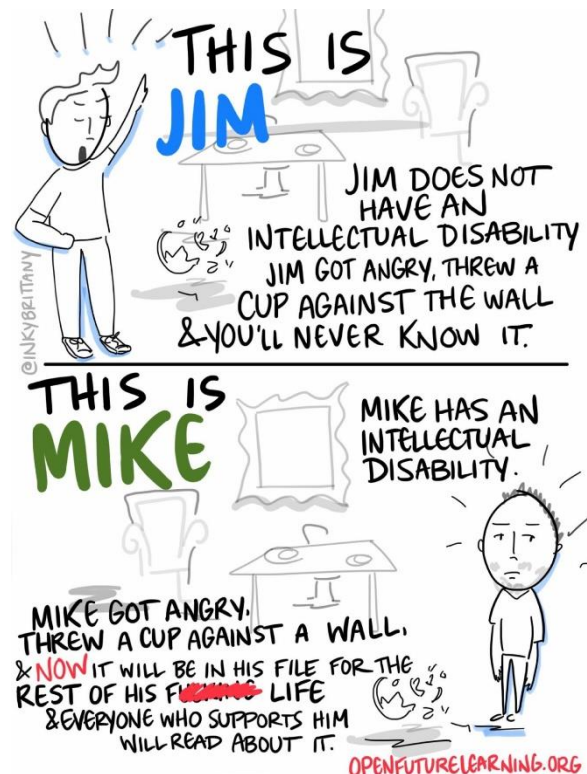 THIS IS
JIM
JIM DOES NOT
HAVE AN
INTELLECTUAL DISABILITY
JIM GOT ANGRY, THREW A
CUP AGAINST THE WALL
& YOU'LL NEVER KNOW IT.
@INKYBRITTANY
THIS IS
MIKE
MIKE HAS AN
INTELLECTUAL
DISABILITY.
MIKE GOT ANGRY,
THREW A CUP AGAINST A WALL,
& NOW IT WILL BE IN HIS FILE FOR THE
REST OF HIS LIFE
& EVERYONE WHO SUPPORTS HIM
WILL READ ABOUT IT.
OPENFUTURELEARNING.ORG